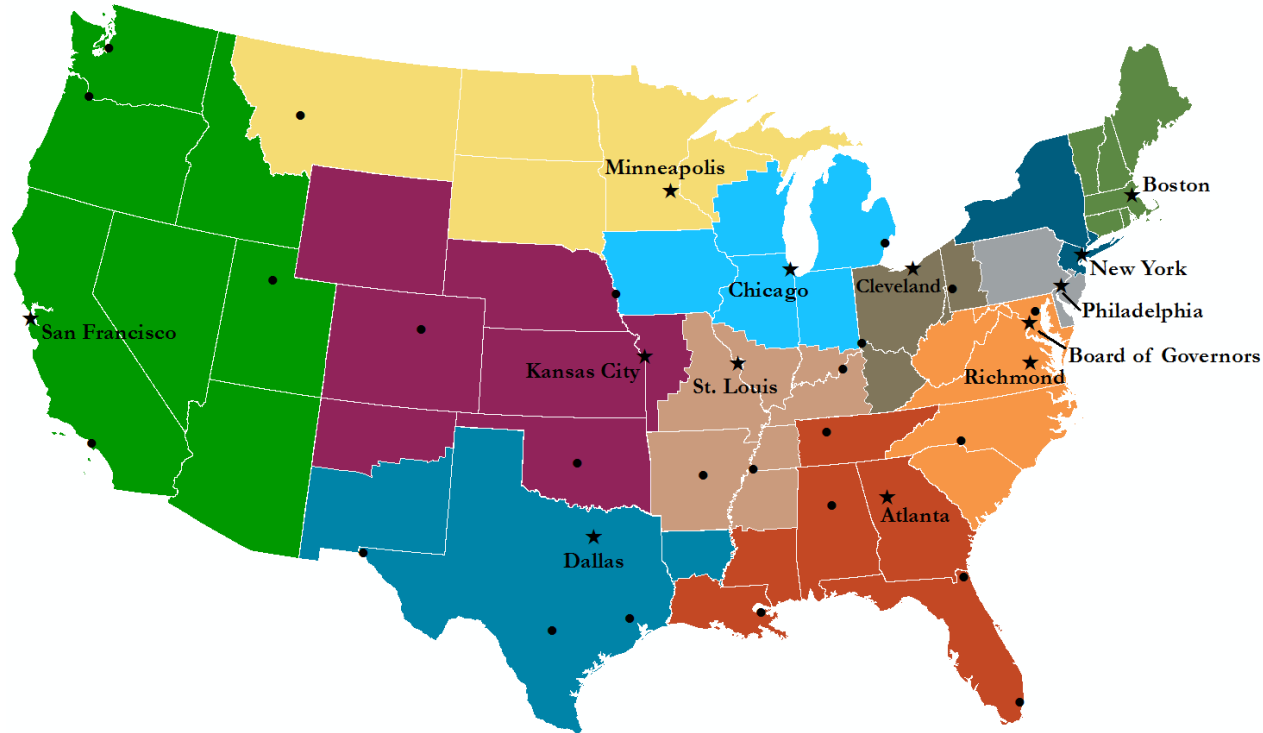 Minneapolis
Boston
New York
Chicago
Cleveland
Philadelphia
San Francisco
Board of Governors
Kansas City
St. Louis
Richmond
Atlanta
Dallas